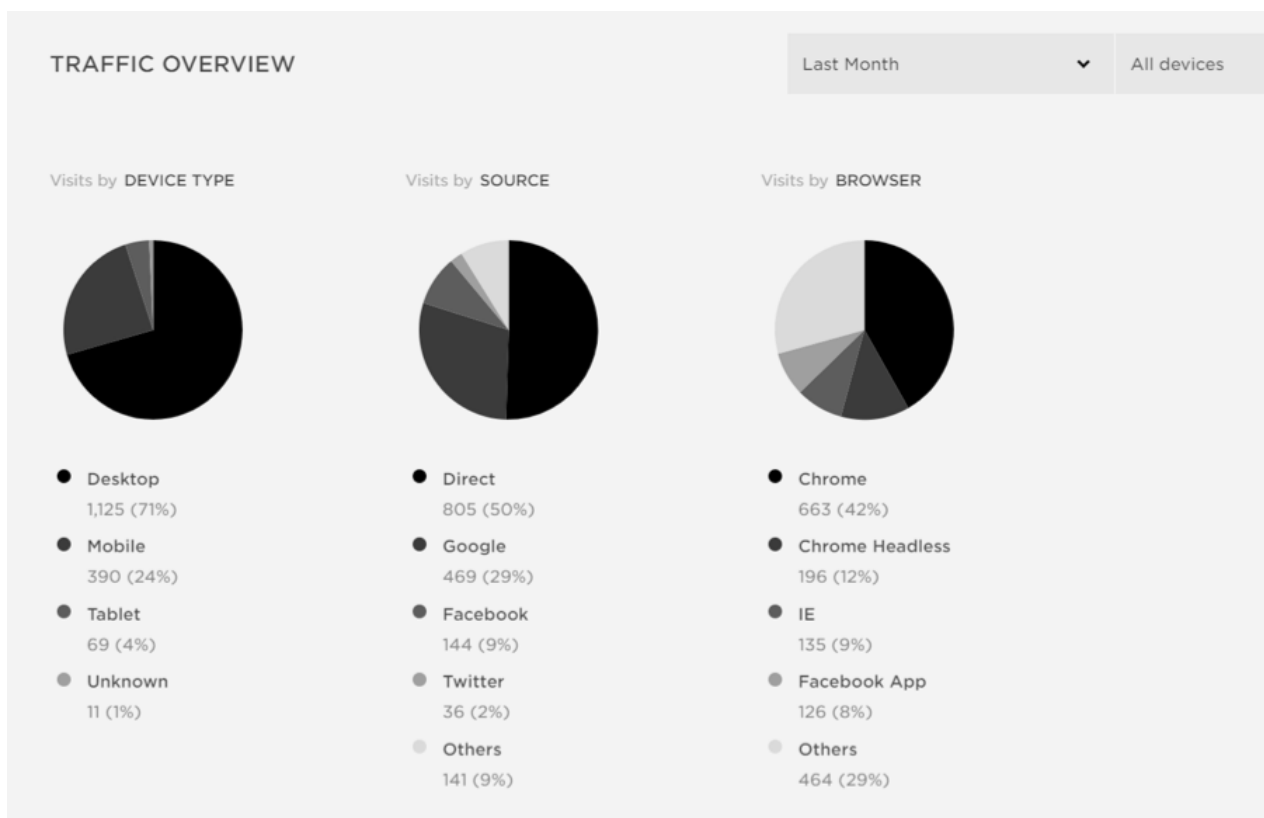 TRAFFIC OVERVIEW
Last Month
All devices
Visits by DEVICE TYPE
Desktop
1,125 (71%)
Mobile
390 (24%)
Tablet
69 (4%)
Unknown
11 (1%)
Visits by SOURCE
Direct
805 (50%)
Google
469 (29%)
Facebook
144 (9%)
Twitter
36 (2%)
Others
141 (9%)
Visits by BROWSER
Chrome
663 (42%)
Chrome Headless
196 (12%)
IE
135 (9%)
Facebook App
126 (8%)
Others
464 (29%)